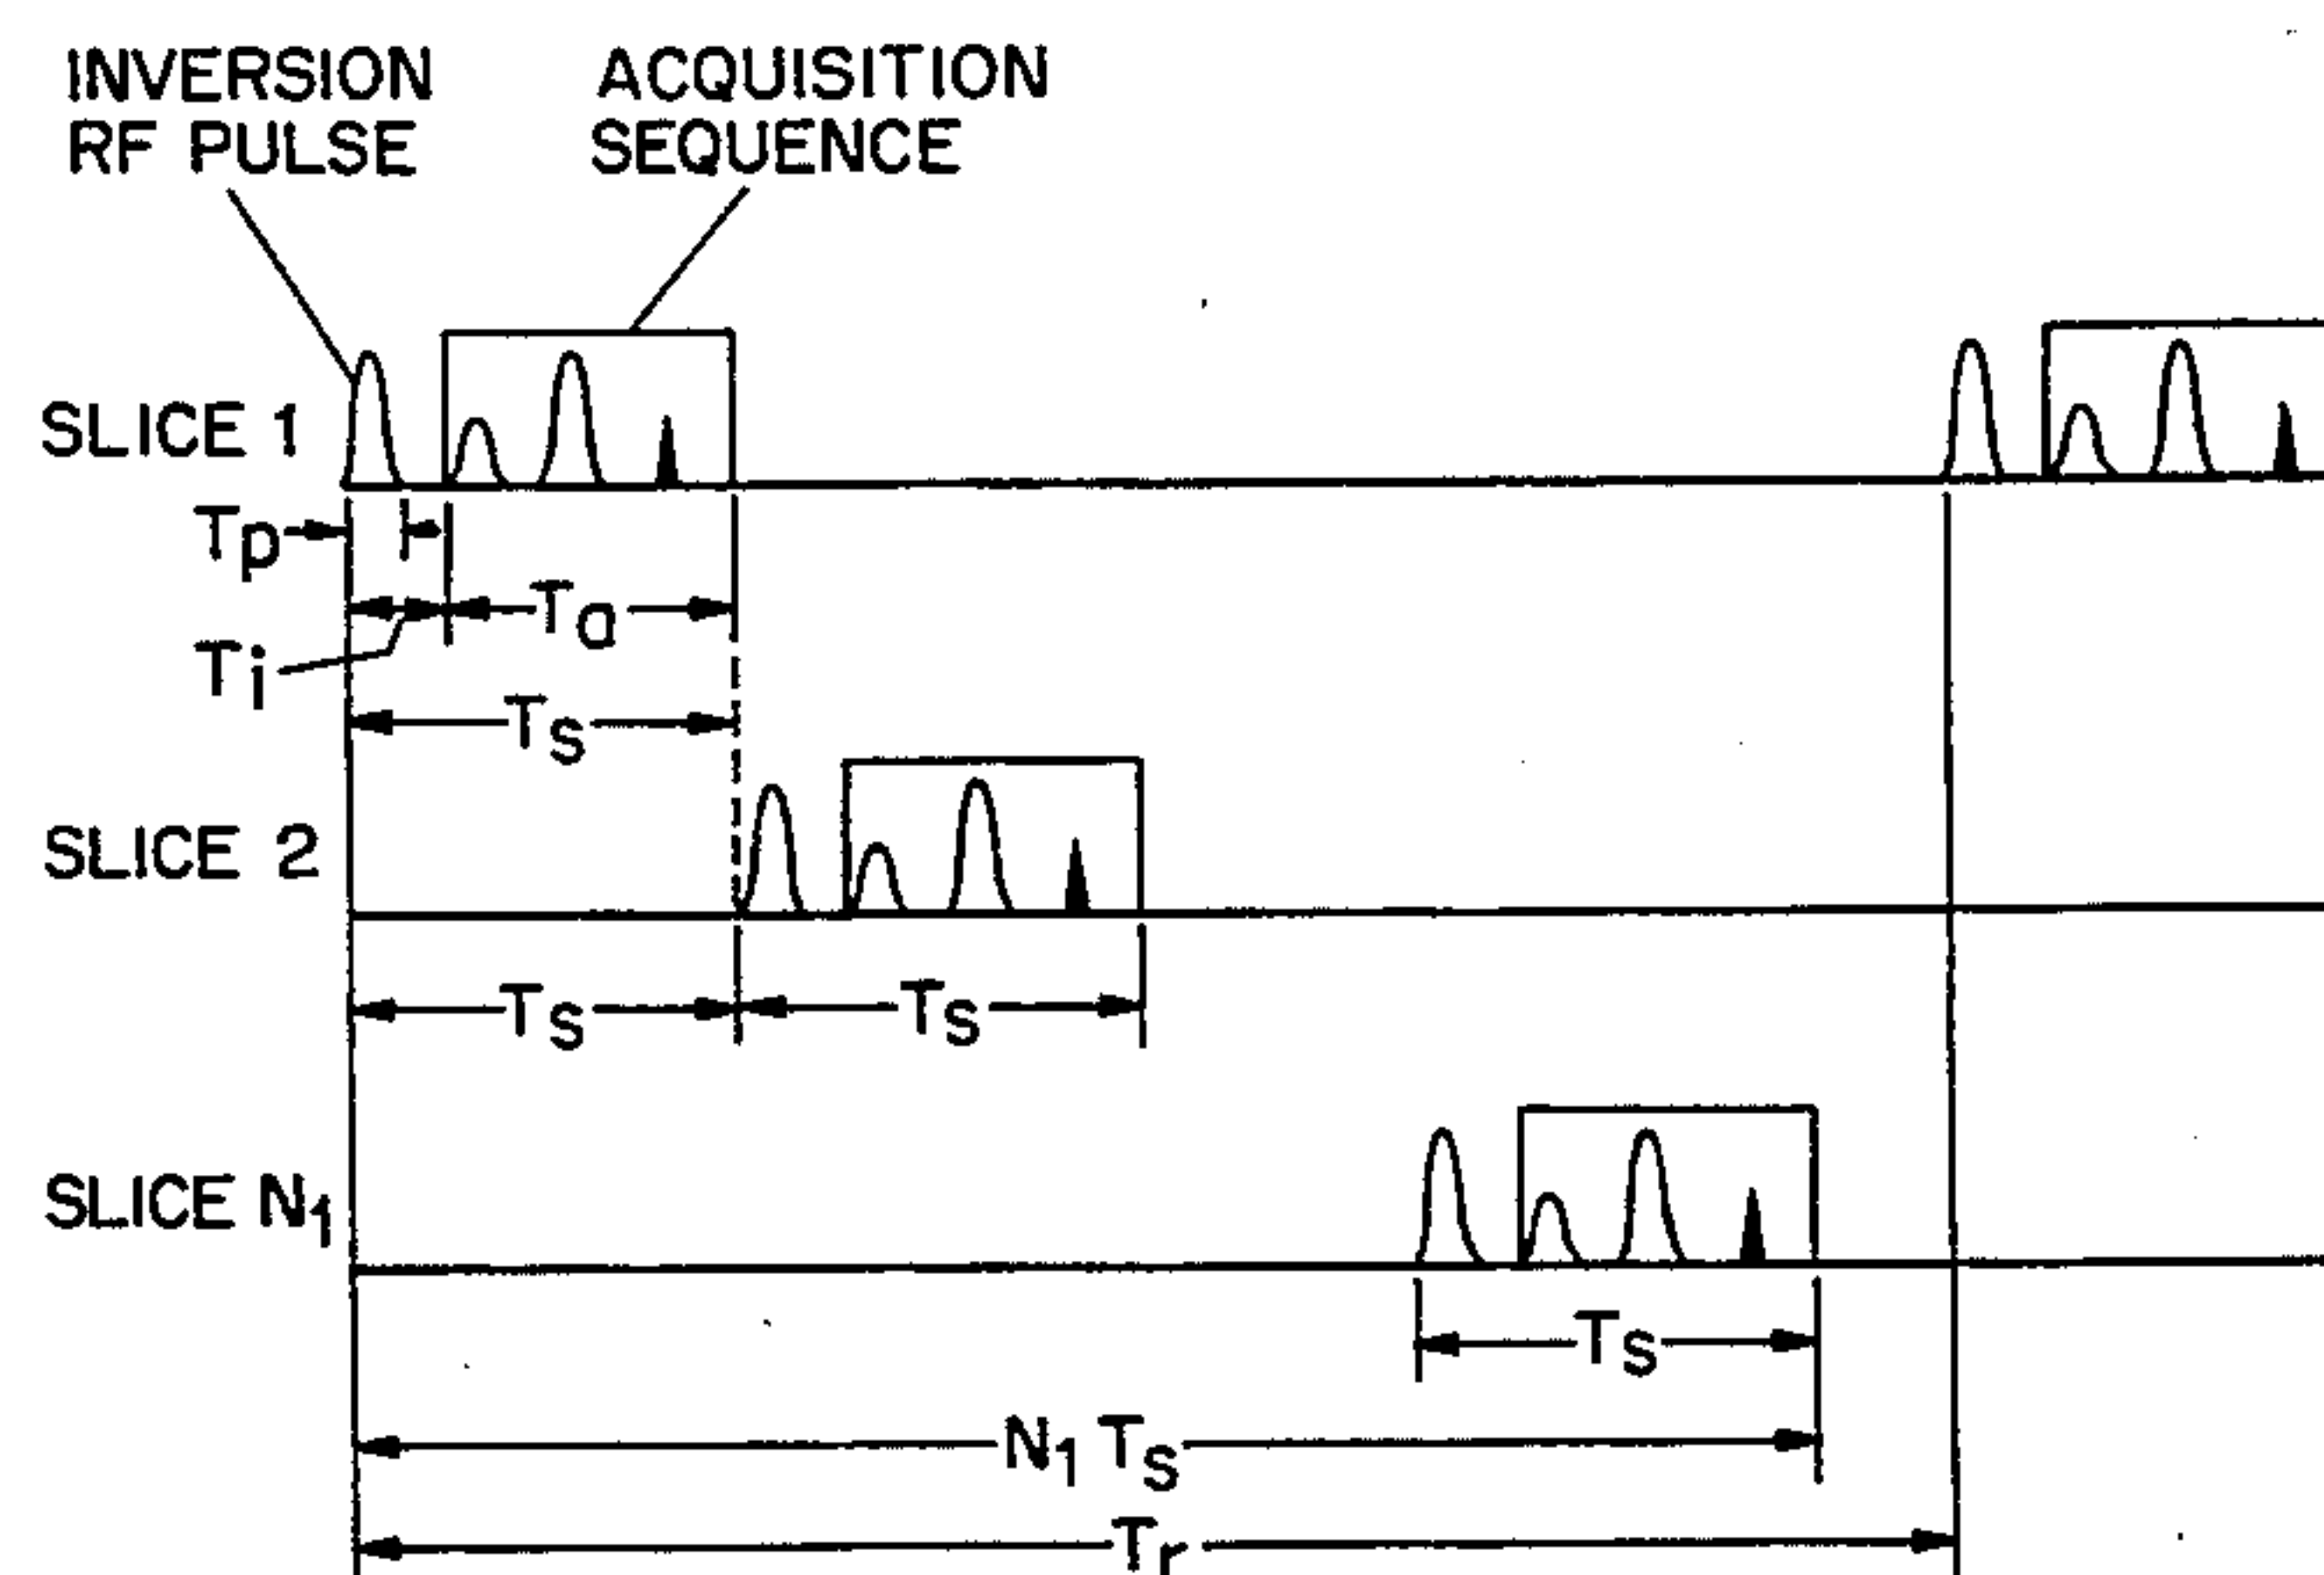 INVERSION
RF PULSE
ACQUISITION
SEQUENCE
SLICE 1
Tp
Ta
Ti
Ts
SLICE 2
Ts
Ts
SLICE N1
Ts
N1 Ts
Tr